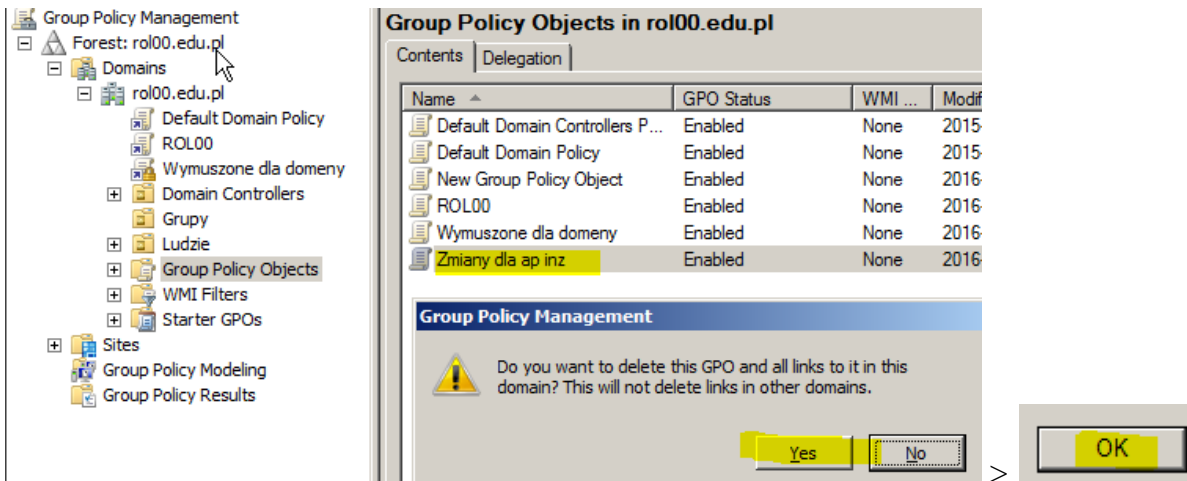 Group Policy Management
Forest: rol00.edu.pl
Domains
rol00.edu.pl
Default Domain Policy
ROL00
Wymuszone dla domeny
Domain Controllers
Grupy
Ludzie
Group Policy Objects
WMI Filters
Starter GPOs
Sites
Group Policy Modeling
Group Policy Results
Group Policy Objects in rol00.edu.pl
Contents Delegation
Name GPO Status WMI ... Modif
Default Domain Controllers P... Enabled None 2015-
Default Domain Policy Enabled None 2015-
New Group Policy Object Enabled None 2016-
ROL00 Enabled None 2016-
Wymuszone dla domeny Enabled None 2016-
Zmiany dla ap inz Enabled None 2016-
Group Policy Management
Do you want to delete this GPO and all links to it in this
domain? This will not delete links in other domains.
Yes No > OK